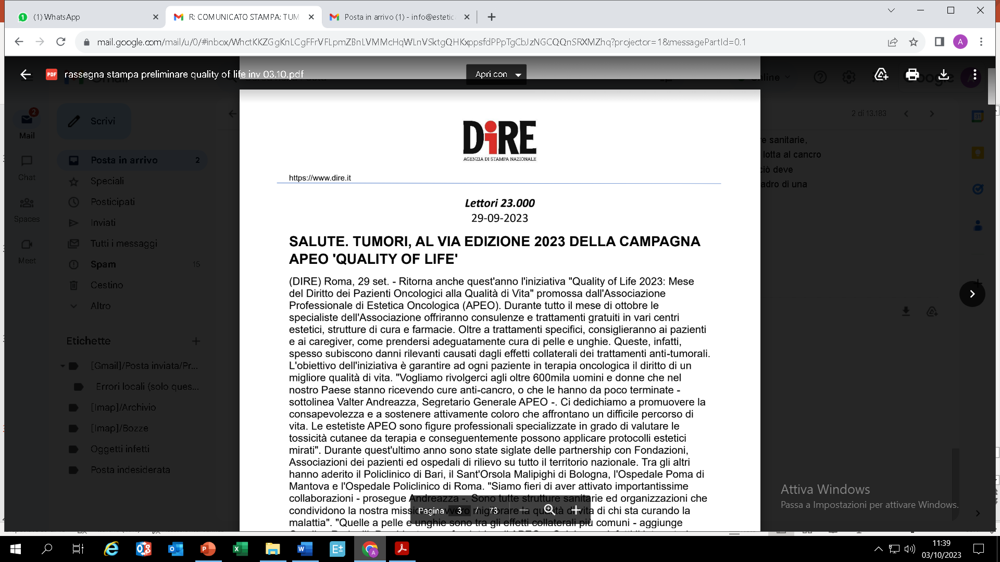 (1) WhatsApp
R: COMUNICATO STAMPA: TUM
Posta in arrivo (1) - info@estetic
mail.google.com/mail/u/0/#inbox/WhctKKZGgKnLCgFFrVFLpmZBnLVMMcHqWLnVSktgQHKxppsfdPPpTgCbJzNGCQQnSRXMZhq?projector=1&messagePartId=0.1
A
PDF
rassegna stampa preliminare quality of life inv 03.10.pdf
Apri con
2
Scrivi
Mail
Posta in arrivo 2
Speciali
Chat
Posticipati
Spaces
Inviati
Tutti i messaggi
Meet
Spam 15
Cestino
Altro
Etichette
[Gmail]/Posta inviata/Pr...
Errori locali (solo ques...
[Imap]/Archivio
[Imap]/Bozze
Oggetti infetti
Posta indesiderata
2 di 13.183
e sanitarie,
lotta al cancro
ciò deve
adro di una
DiRE
AGENZIA DI STAMPA NAZIONALE
https://www.dire.it
Lettori 23.000
29-09-2023
SALUTE. TUMORI, AL VIA EDIZIONE 2023 DELLA CAMPAGNA
APEO 'QUALITY OF LIFE'
(DIRE) Roma, 29 set. - Ritorna anche quest'anno l'iniziativa "Quality of Life 2023: Mese
del Diritto dei Pazienti Oncologici alla Qualità di Vita" promossa dall'Associazione
Professionale di Estetica Oncologica (APEO). Durante tutto il mese di ottobre le
specialiste dell'Associazione offriranno consulenze e trattamenti gratuiti in vari centri
estetici, strutture di cura e farmacie. Oltre a trattamenti specifici, consiglieranno ai pazienti
e ai caregiver, come prendersi adeguatamente cura di pelle e unghie. Queste, infatti,
spesso subiscono danni rilevanti causati dagli effetti collaterali dei trattamenti anti-tumorali.
L'obiettivo dell'iniziativa è garantire ad ogni paziente in terapia oncologica il diritto di un
migliore qualità di vita. "Vogliamo rivolgerci agli oltre 600mila uomini e donne che nel
nostro Paese stanno ricevendo cure anti-cancro, o che le hanno da poco terminate -
sottolinea Valter Andreazza, Segretario Generale APEO -. Ci dedichiamo a promuovere la
consapevolezza e a sostenere attivamente coloro che affrontano un difficile percorso di
vita. Le estetiste APEO sono figure professionali specializzate in grado di valutare le
tossicità cutanee da terapia e conseguentemente possono applicare protocolli estetici
mirati". Durante quest'ultimo anno sono state siglate delle partnership con Fondazioni,
Associazioni dei pazienti ed ospedali di rilievo su tutto il territorio nazionale. Tra gli altri
hanno aderito il Policlinico di Bari, il Sant'Orsola Malipighi di Bologna, l'Ospedale Poma di
Mantova e l'Ospedale Policlinico di Roma. "Siamo fieri di aver attivato importantissime
collaborazioni - prosegue Andreazza -. Sono tutte strutture sanitarie ed organizzazioni che
condividono la nostra mission migliorare la qualità di vita di chi sta curando la
malattia". "Quelle a pelle e unghie sono tra gli effetti collaterali più comuni - aggiunge
Pagina 3 / 73
Attiva Windows
Passa a Impostazioni per attivare Windows.
11:39
03/10/2023